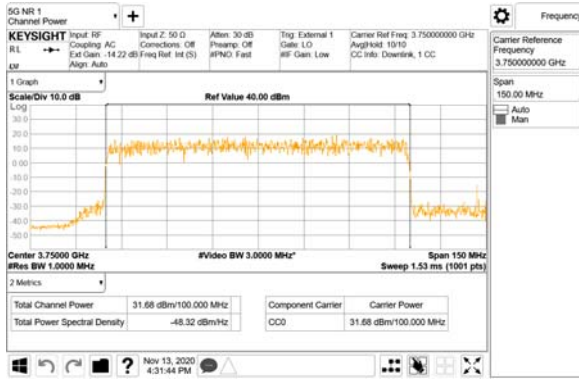 5G NR 1
Channel Power
Frequency
KEYSIGHT
RL
Input: RF
Coupling: AC
Ext Gain: -14.22 dB
Align: Auto
Input Z: 50 Ω
Corrections: Off
Freq Ref: Int (S)
Atten: 30 dB
Preamp: Off
#PNO: Fast
Trig: External 1
Gate: LO
#IF Gain: Low
Carrier Ref Freq: 3.750000000 GHz
Avg|Hold: 10/10
CC Info: Downlink, 1 CC
Carrier Reference
Frequency
3.750000000 GHz
Span
150.00 MHz
Auto
Man
1 Graph
Scale/Div 10.0 dB
Ref Value 40.00 dBm
Log
30.0
20.0
10.0
0.00
-10.0
-20.0
-30.0
-40.0
-50.0
Center 3.75000 GHz
#Video BW 3.0000 MHz*
Span 150 MHz
#Res BW 1.0000 MHz
Sweep 1.53 ms (1001 pts)
2 Metrics
Total Channel Power
31.68 dBm/100.000 MHz
Total Power Spectral Density
-48.32 dBm/Hz
Component Carrier
Carrier Power
CC0
31.68 dBm/100.000 MHz
?
Nov 13, 2020
4:31:44 PM